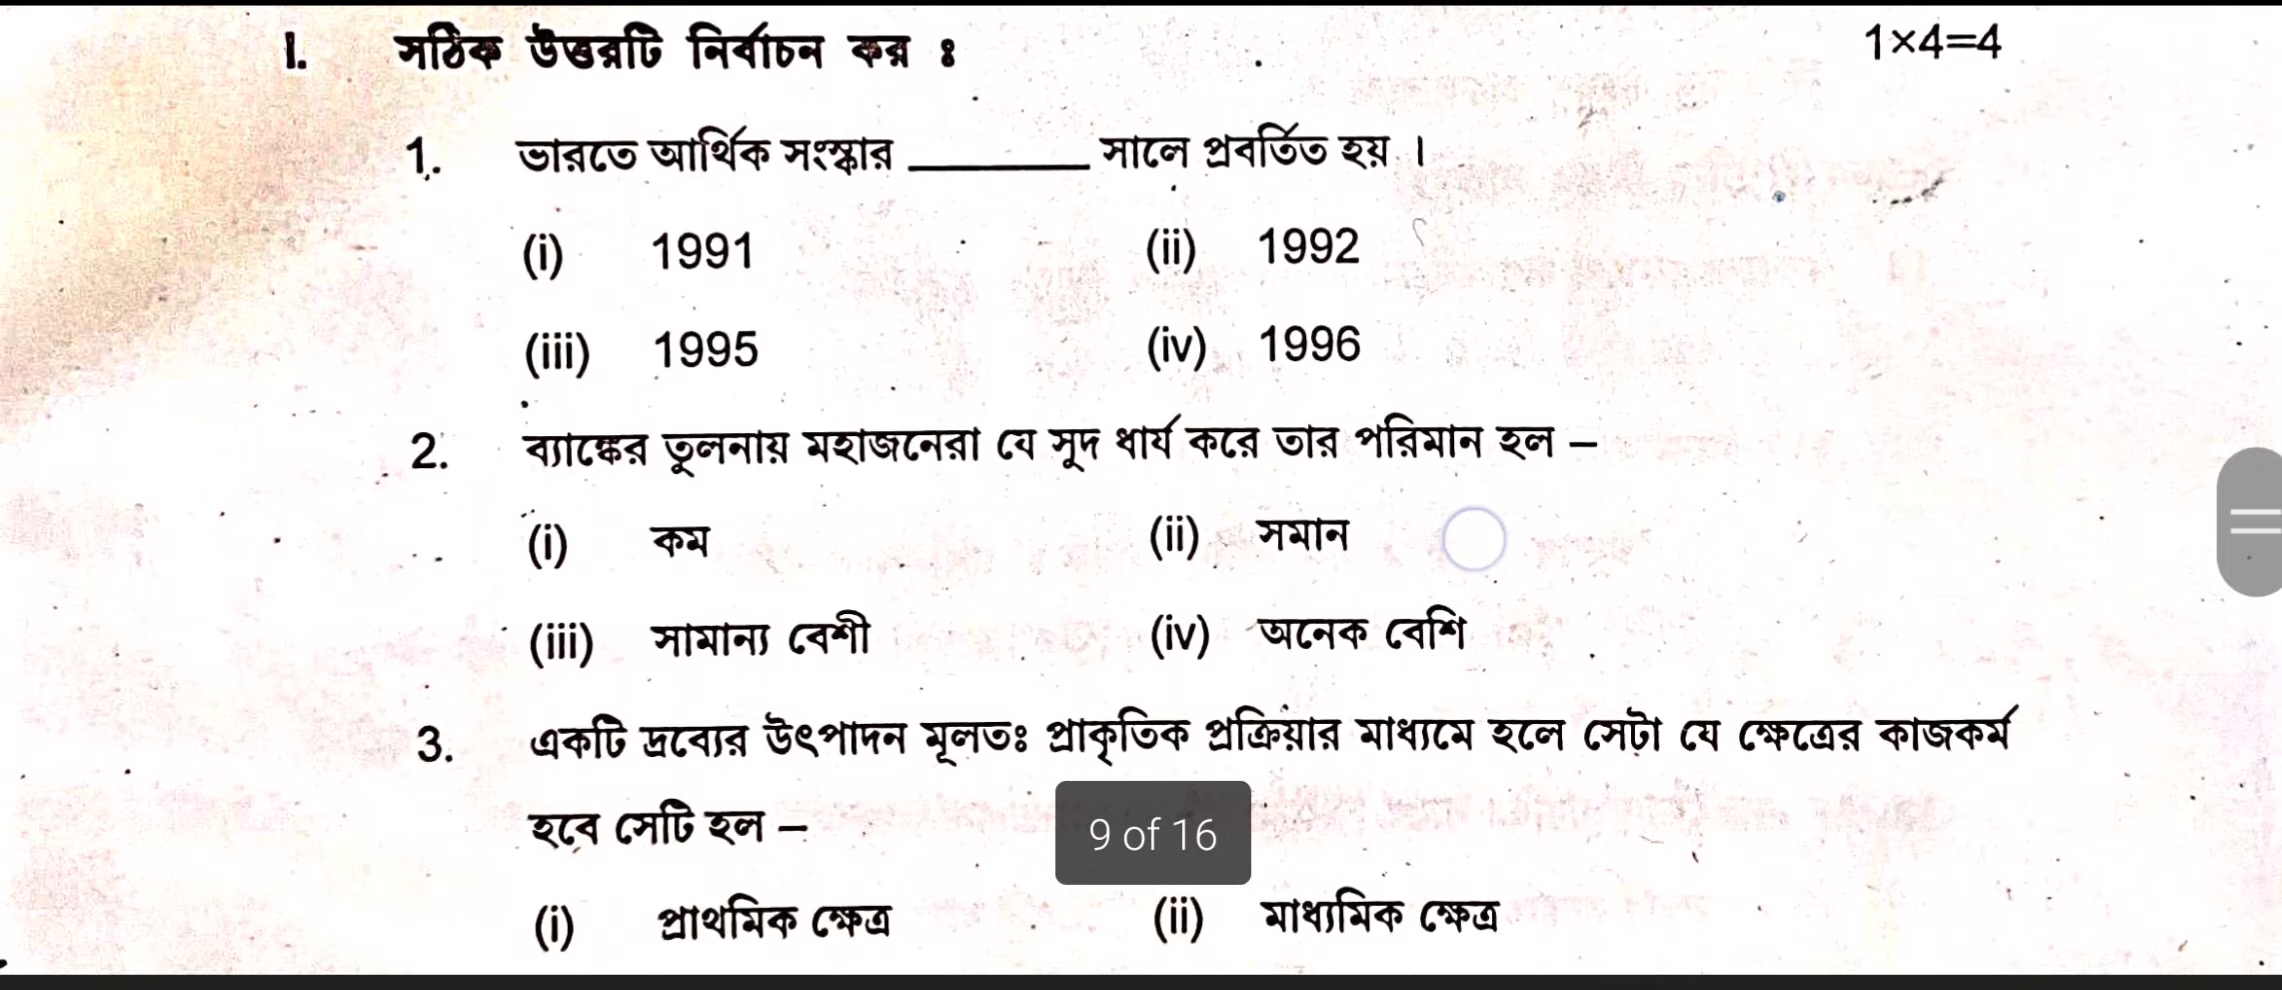 I. সঠিক উত্তরটি নির্বাচন কর ঃ 1×4=4
1. ভারতে আর্থিক সংস্কার ________ সালে প্রবর্তিত হয় ।
(i) 1991 (ii) 1992
(iii) 1995 (iv) 1996
2. ব্যাঙ্কের তুলনায় মহাজনেরা যে সুদ ধার্য করে তার পরিমান হল –
(i) কম (ii) সমান
(iii) সামান্য বেশী (iv) অনেক বেশি
3. একটি দ্রব্যের উৎপাদন মূলতঃ প্রাকৃতিক প্রক্রিয়ার মাধ্যমে হলে সেটা যে ক্ষেত্রের কাজকর্ম
হবে সেটি হল –
9 of 16
(i) প্রাথমিক ক্ষেত্র (ii) মাধ্যমিক ক্ষেত্র